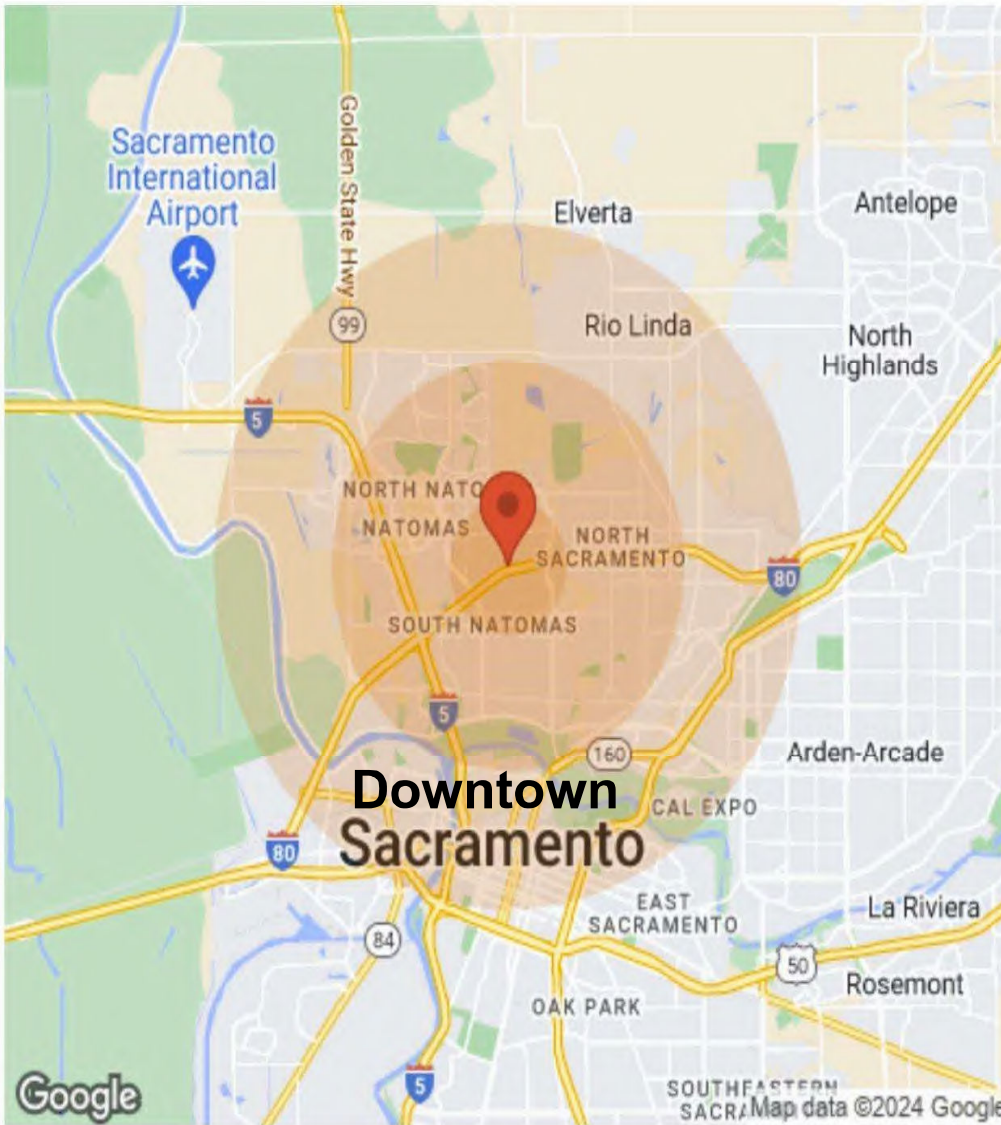 Sacramento
International
Airport
Golden State Hwy
Elverta
Antelope
99
Rio Linda
North
Highlands
5
NORTH NATO
NATOMAS
NORTH
SACRAMENTO
80
SOUTH NATOMAS
5
160
Arden-Arcade
Downtown
CAL EXPO
Sacramento
80
EAST
SACRAMENTO
La Riviera
84
50
Rosemont
OAK PARK
5
Google
SOUTHEASTERN
SACRA
Map data ©2024 Google